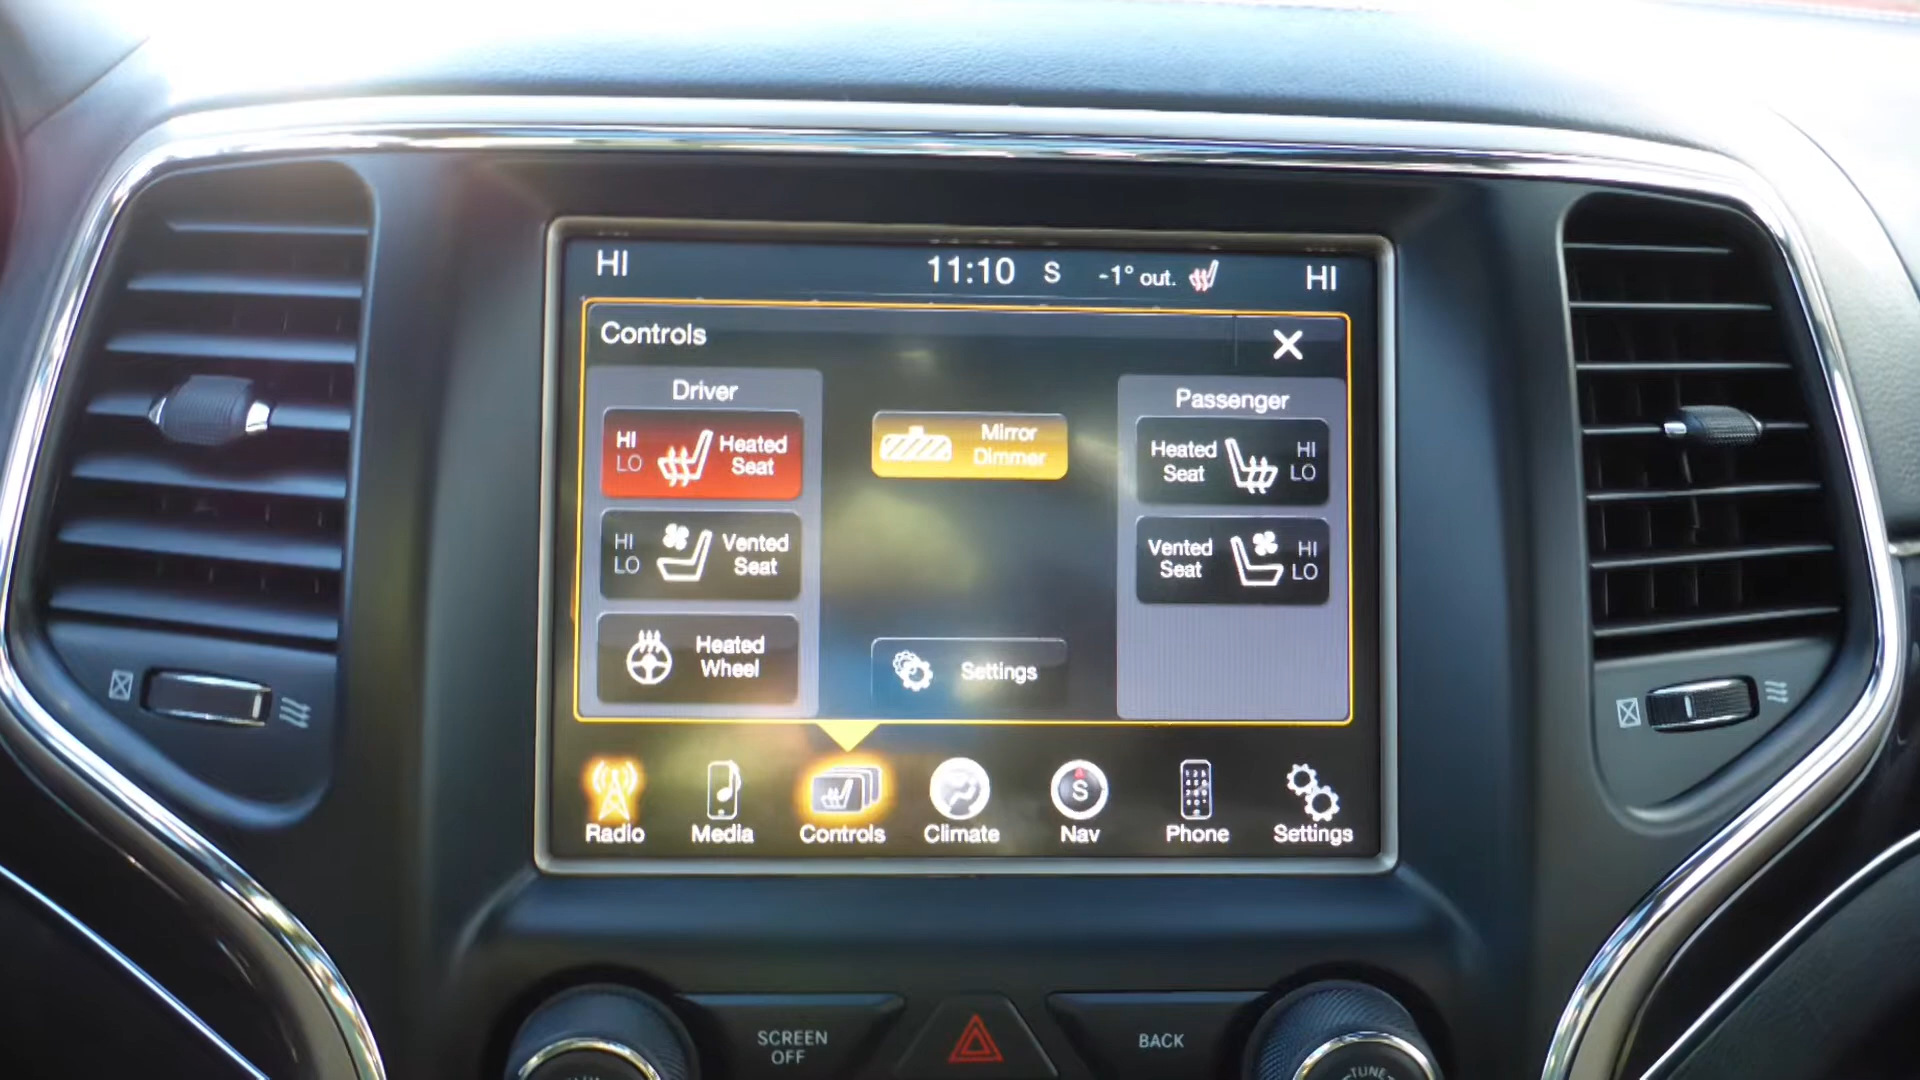 HI
11:10 S -1° out.
HI
Controls
Driver
HI
LO
Heated
Seat
HI
LO
Vented
Seat
Heated
Wheel
Mirror
Dimmer
Settings
Passenger
Heated
Seat
HI
LO
Vented
Seat
HI
LO
Radio Media Controls Climate Nav Phone Settings
S
SCREEN
OFF
BACK
TUNE